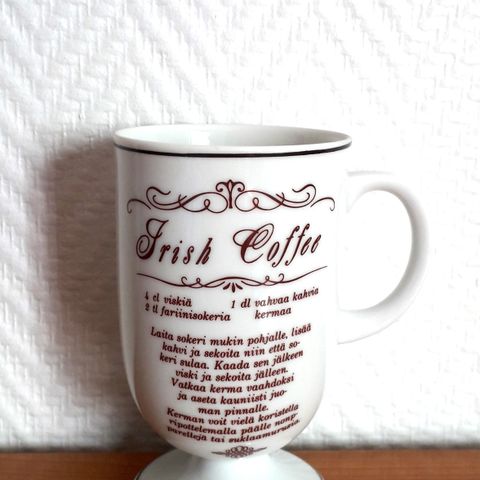 Irish Coffee
4 cl viskiä
2 tl fariinisokeria
1 dl vahvaa kahvia
kermaa
Laita sokeri mukin pohjalle, lisää
kahvi ja sekoita niin että so-
keri sulaa. Kaada sen jälkeen
viski ja sekoita jälleen.
Vatkaa kerma vaahdoksi
ja aseta kauniisti juo-
man pinnalle.
Kerman voit vielä koristella
ripottelemalla päälle nonp-
parelleja tai suklaamurusia.